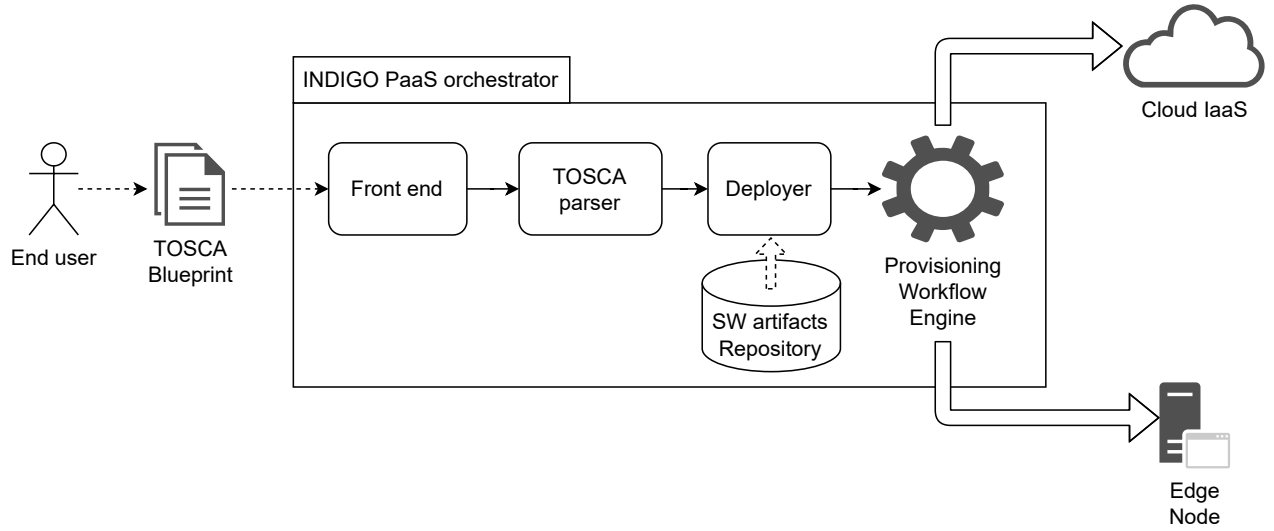 INDIGO PaaS orchestrator
Cloud IaaS
Front end
TOSCA
parser
Deployer
End user
TOSCA
Blueprint
Provisioning
Workflow
Engine
SW artifacts
Repository
Edge
Node